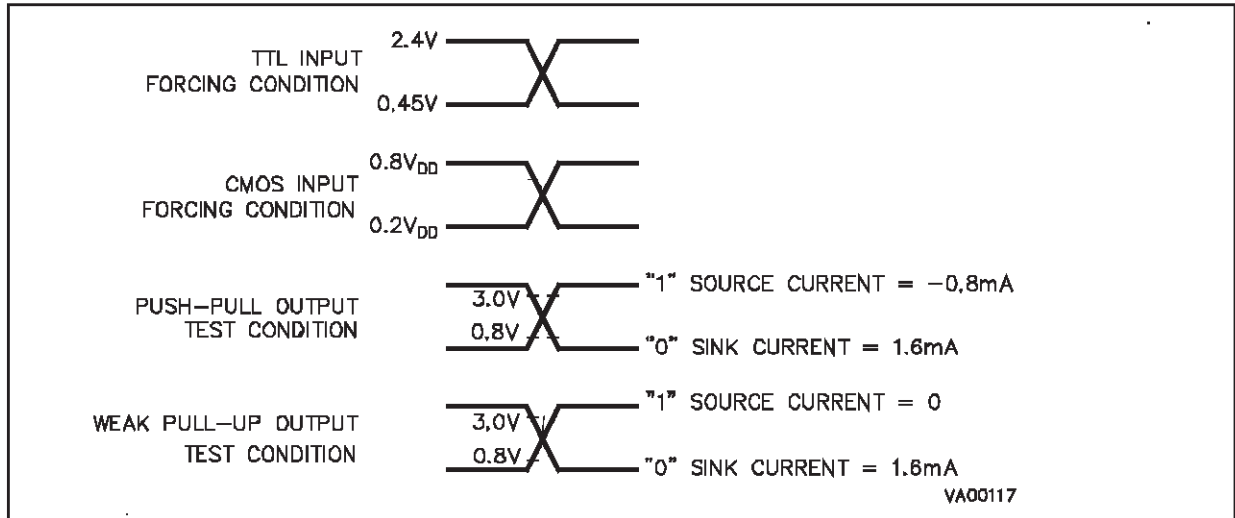 2.4V
TTL INPUT
FORCING CONDITION
0,45V
0.8VDD
CMOS INPUT
FORCING CONDITION
0.2VDD
"1" SOURCE CURRENT = -0,8mA
3.0V
PUSH-PULL OUTPUT
TEST CONDITION
0,8V
"0" SINK CURRENT = 1.6mA
"1" SOURCE CURRENT = 0
3,0V
WEAK PULL-UP OUTPUT
TEST CONDITION
0.8V
"0" SINK CURRENT = 1.6mA
VA00117